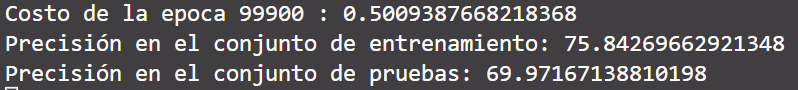 Costo de la epoca 99900 : 0.5009387668218368
Precisión en el conjunto de entrenamiento: 75.84269662921348
Precisión en el conjunto de pruebas: 69.97167138810198